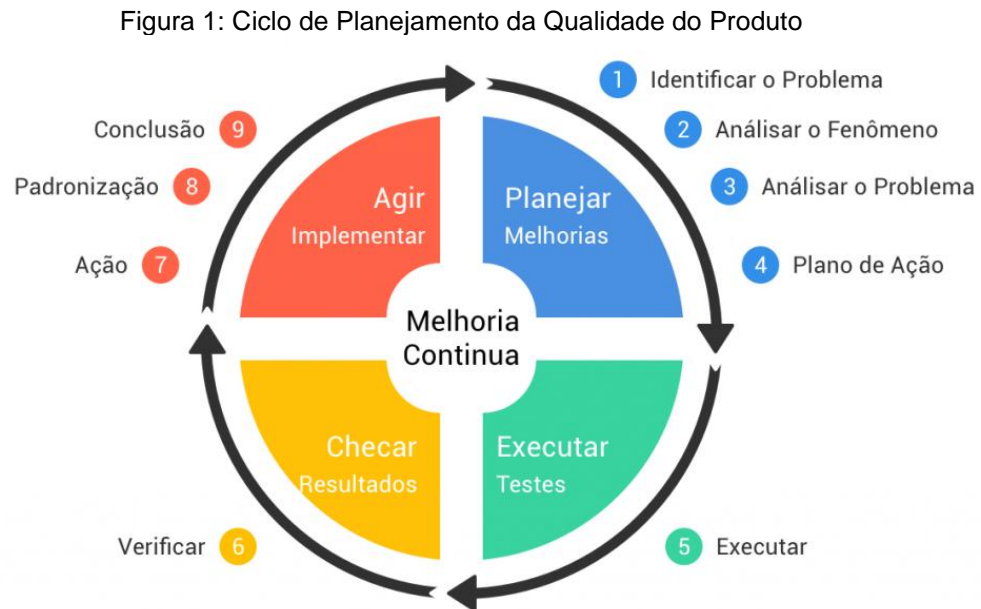 Figura 1: Ciclo de Planejamento da Qualidade do Produto
1 Identificar o Problema
2 Análisar o Fenômeno
3 Análisar o Problema
4 Plano de Ação
Planejar
Melhorias
Executar
Testes
5 Executar
Checar
Resultados
Verificar 6
Agir
Implementar
Ação 7
Padronização 8
Conclusão 9
Melhoria
Continua